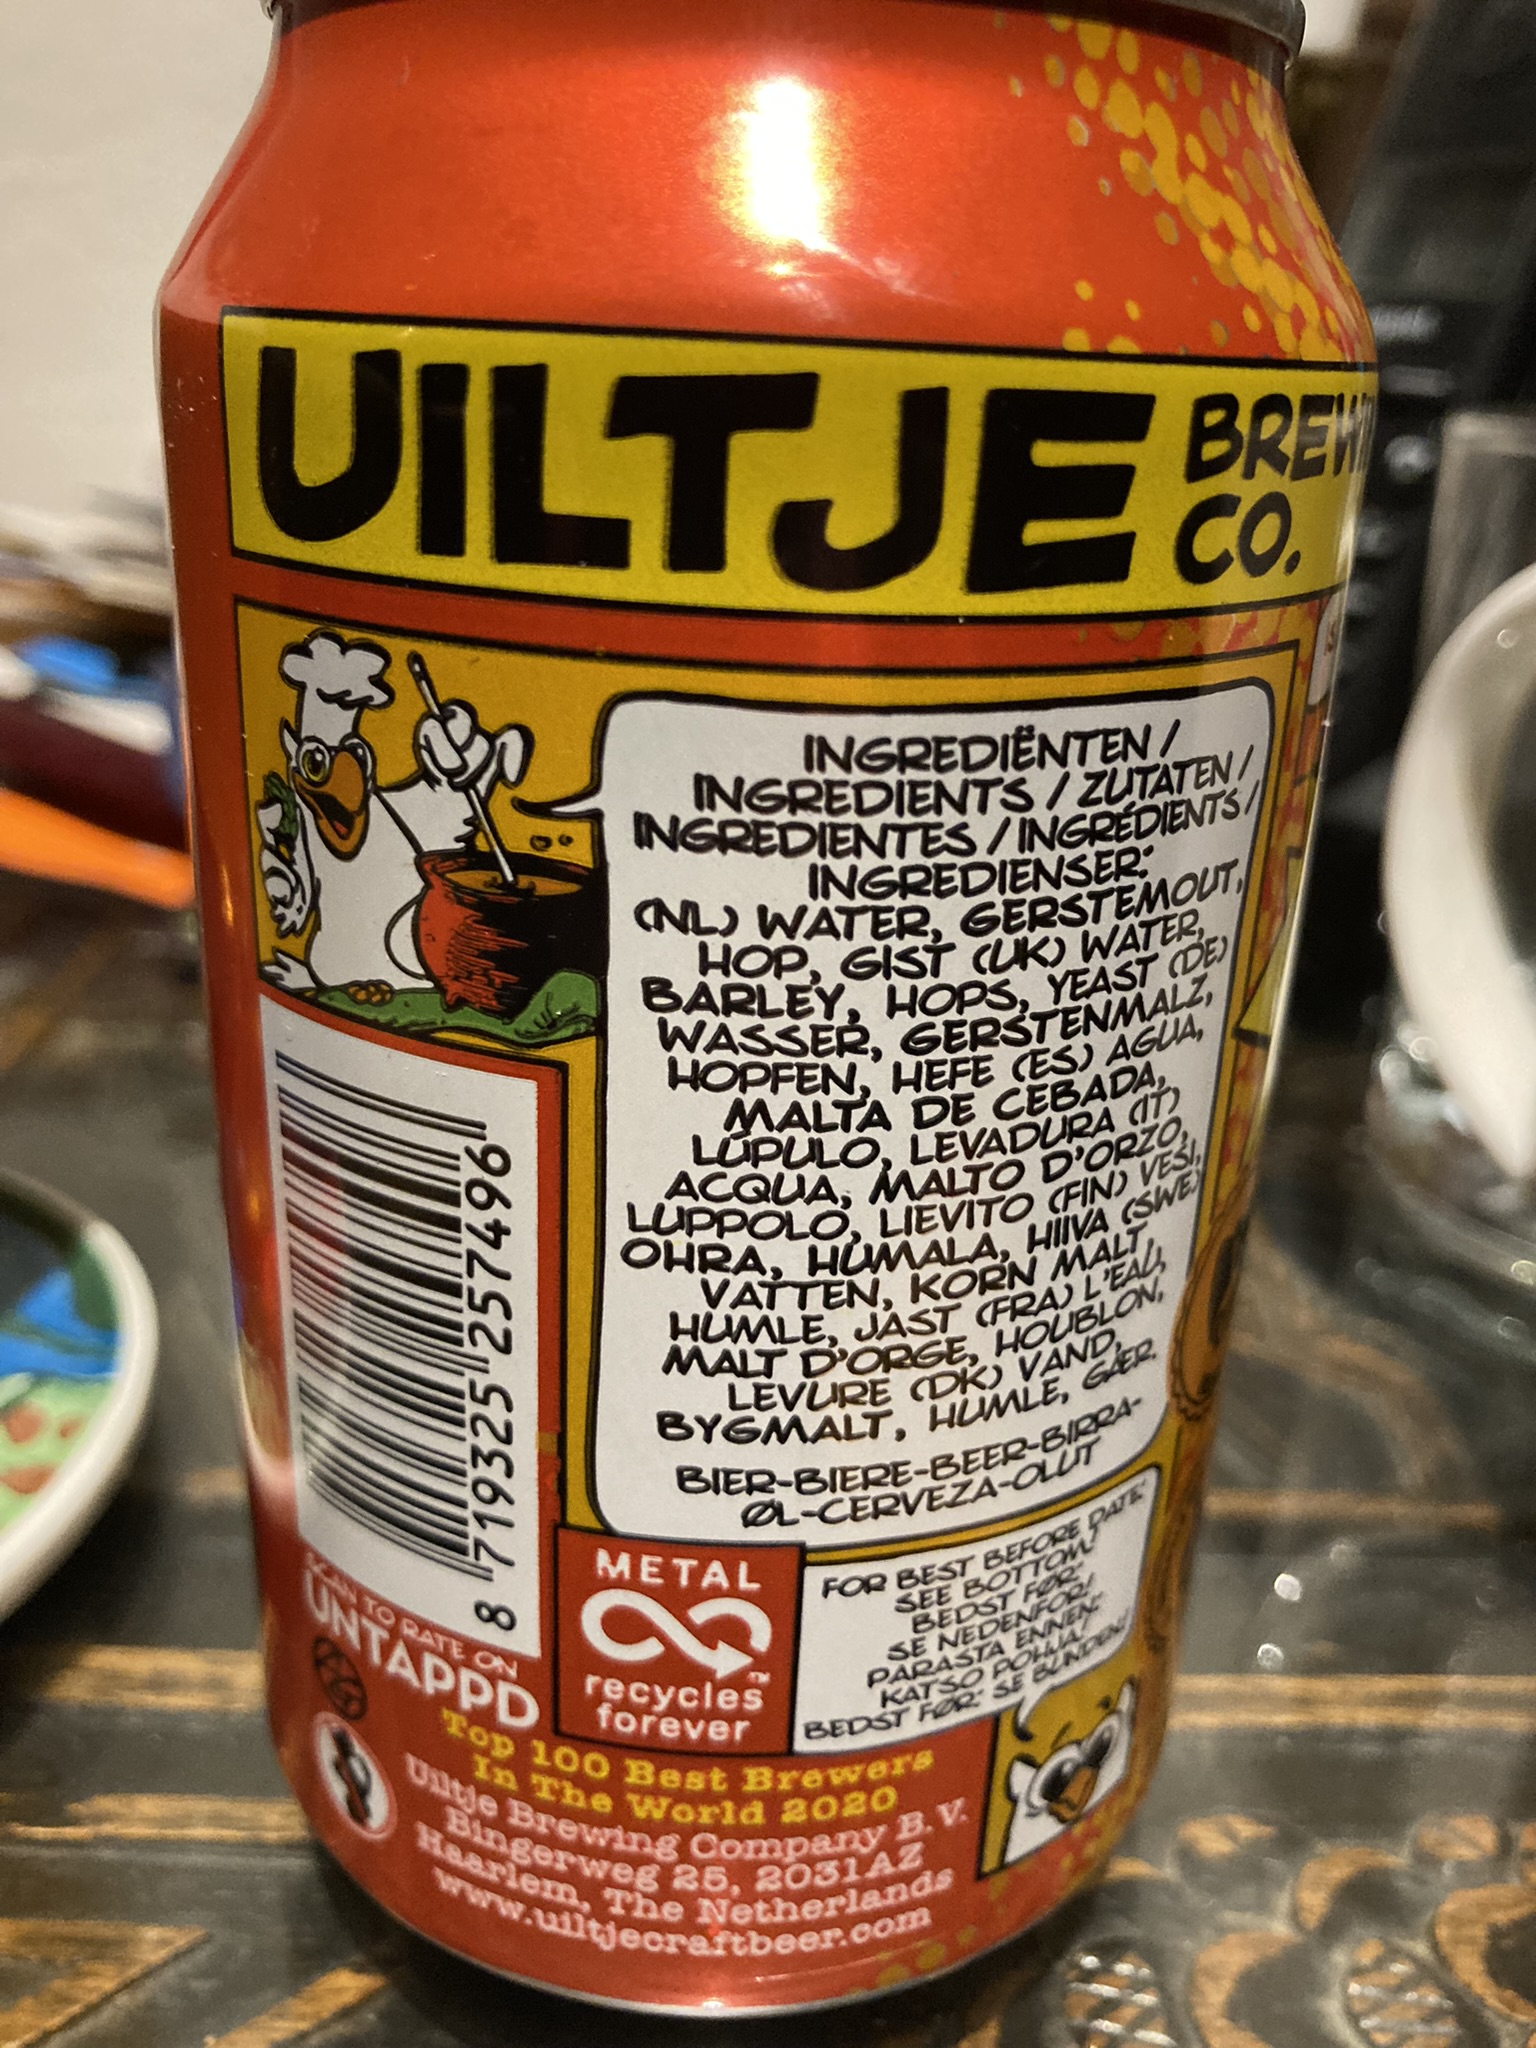 UILTJE BREW
CO.
INGREDIËNTEN /
INGREDIENTS / ZUTATEN /
INGREDIENTES / INGRÉDIENTS /
INGREDIENSER:
(NL) WATER, GERSTEMOUT,
HOP, GIST (UK) WATER,
BARLEY, HOPS, YEAST (DE)
WASSER, GERSTENMALZ,
HOPFEN, HEFE (ES) AGUA,
MALTA DE CEBADA,
LÚPULO, LEVADURA (IT)
ACQUA, MALTO D'ORZO,
LUPPOLO, LIEVITO (FIN) VESI,
OHRA, HUMALA, HIIVA (SWE)
VATTEN, KORN MALT,
HUMLE, JAST (FRA) L'EAU,
MALT D'ORGE, HOUBLON,
LEVURE (DK) VAND,
BYGMALT, HUMLE, GÆR.
BIER-BIERE-BEER-BIRRA-
ØL-CERVEZA-OLUT
8 719325 257496
SCAN TO RATE ON
UNTAPPD
METAL
recycles
forever
™
FOR BEST BEFORE DATE:
SEE BOTTOM!
BEDST FØR:
SE NEDENFOR!
PARASTA ENNEN:
KATSO POHJA!
BEDST FØR: SE BUNDEN!
Top 100 Best Brewers
In The World 2020
Uiltje Brewing Company B.V.
Bingerweg 25, 2031AZ
Haarlem, The Netherlands
www.uiltjecraftbeer.com